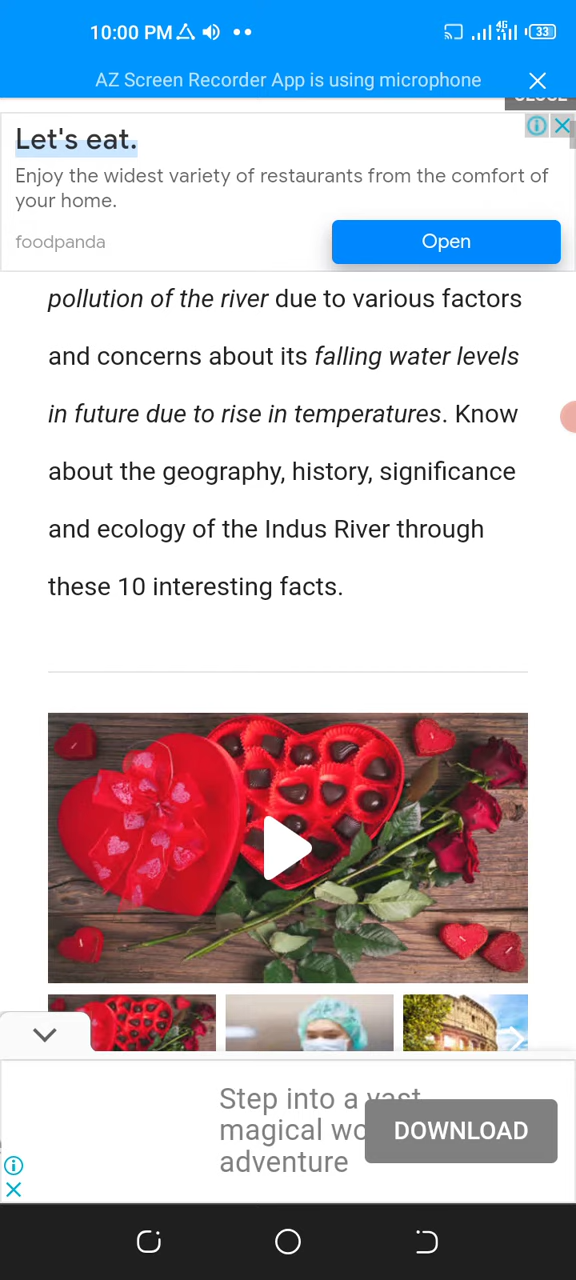 10:00 PM
4G
33
AZ Screen Recorder App is using microphone
CLOSE
Let's eat.
Enjoy the widest variety of restaurants from the comfort of
your home.
foodpanda
Open
pollution of the river due to various factors
and concerns about its falling water levels
in future due to rise in temperatures. Know
about the geography, history, significance
and ecology of the Indus River through
these 10 interesting facts.
Step into a vast
magical
adventure
DOWNLOAD